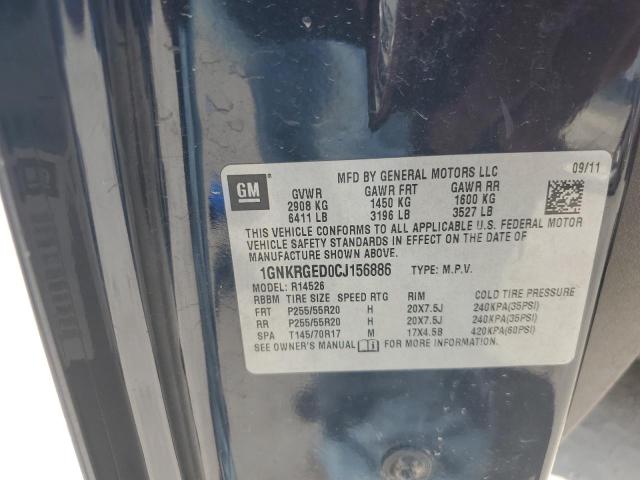 MFD BY GENERAL MOTORS LLC 09/11
GM
GVWR GAWR FRT GAWR RR
2908 KG 1450 KG 1600 KG
6411 LB 3196 LB 3527 LB
THIS VEHICLE CONFORMS TO ALL APPLICABLE U.S. FEDERAL MOTOR
VEHICLE SAFETY STANDARDS IN EFFECT ON THE DATE OF
MANUFACTURE SHOWN ABOVE.
1GNKRGED0CJ156886 TYPE: M.P.V.
MODEL: R14526
RBBM TIRE SIZE SPEED RTG RIM COLD TIRE PRESSURE
FRT P255/55R20 H 20X7.5J 240KPA(35PSI)
RR P255/55R20 H 20X7.5J 240KPA(35PSI)
SPA T145/70R17 M 17X4.5B 420KPA(60PSI)
SEE OWNER'S MANUAL FOR MORE INFORMATION.